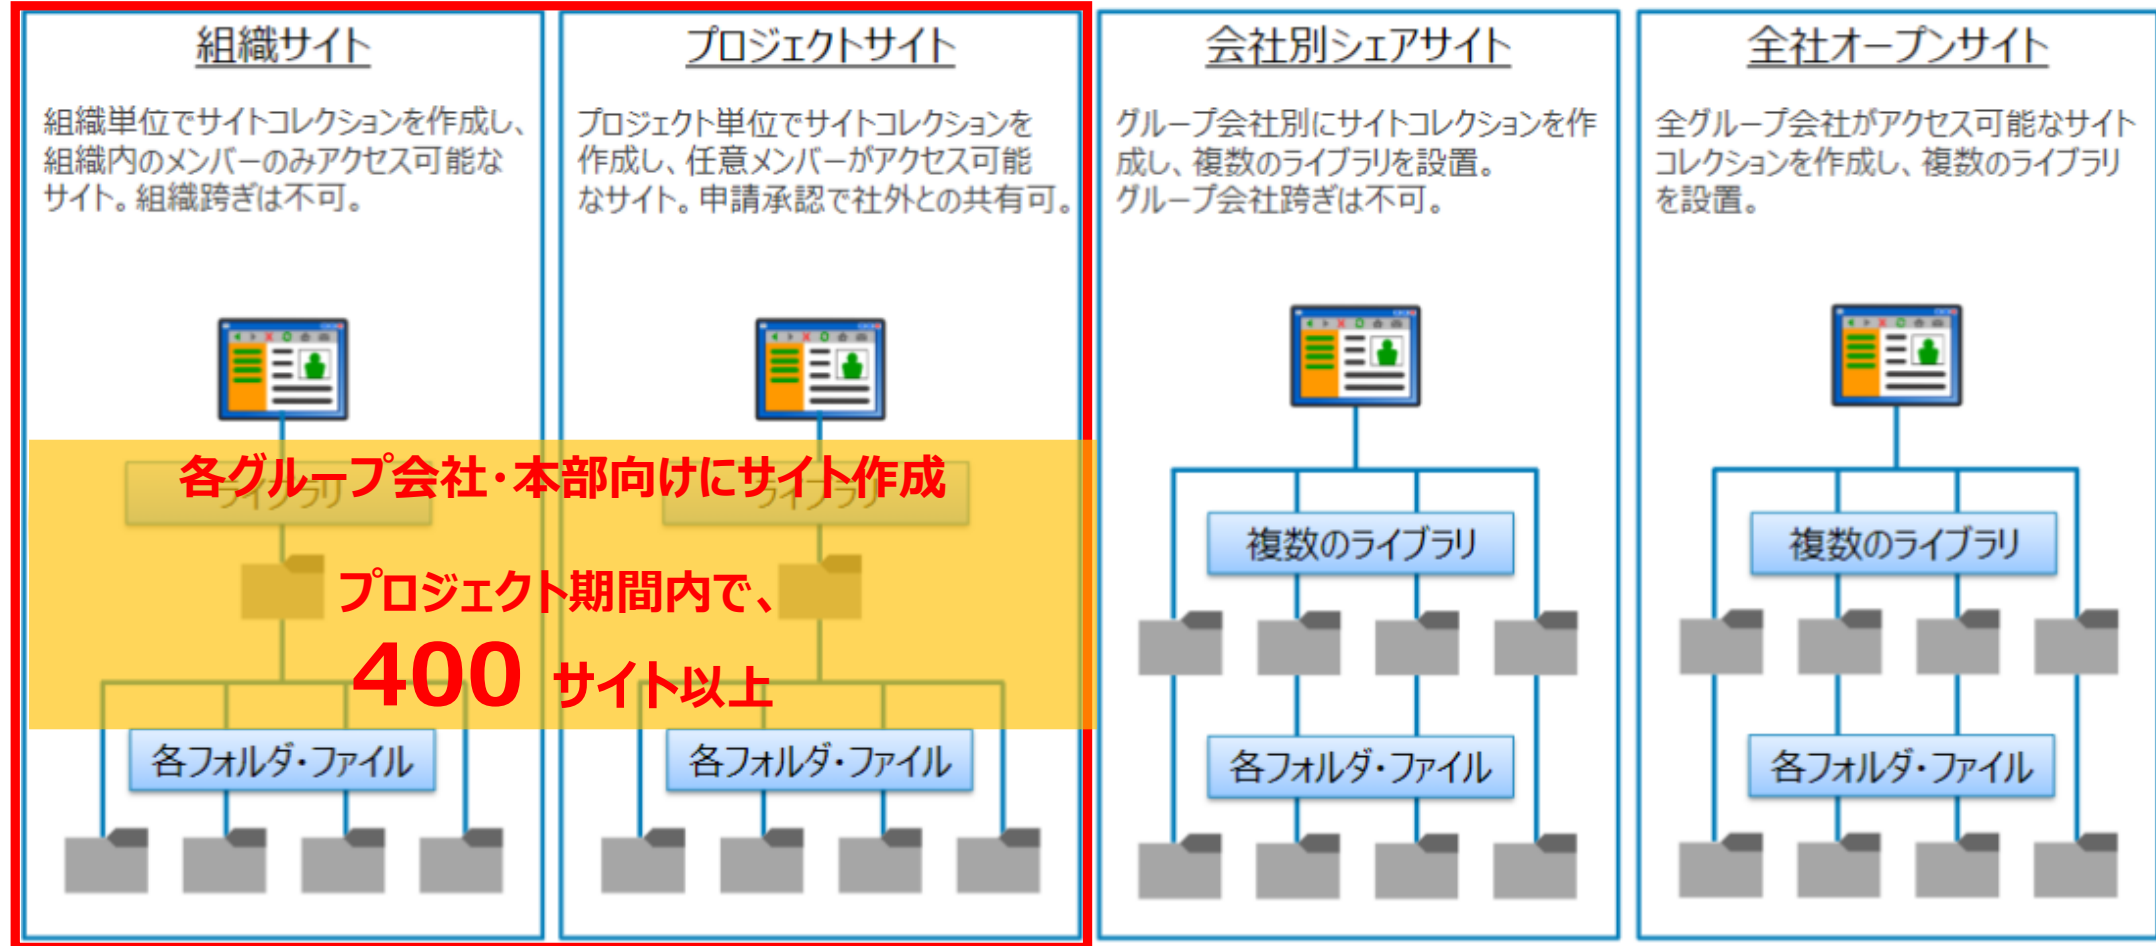 組織サイト
組織単位でサイトコレクションを作成し、
組織内のメンバーのみアクセス可能な
サイト。組織跨ぎは不可。
プロジェクトサイト
プロジェクト単位でサイトコレクションを
作成し、任意メンバーがアクセス可能
なサイト。申請承認で社外との共有可。
会社別シェアサイト
グループ会社別にサイトコレクションを作
成し、複数のライブラリを設置。
グループ会社跨ぎは不可。
全社オープンサイト
全グループ会社がアクセス可能なサイト
コレクションを作成し、複数のライブラリ
を設置。
各グループ会社・本部向けにサイト作成
ライブラリ
ライブラリ
プロジェクト期間内で、
400 サイト以上
複数のライブラリ
複数のライブラリ
各フォルダ・ファイル
各フォルダ・ファイル
各フォルダ・ファイル
各フォルダ・ファイル